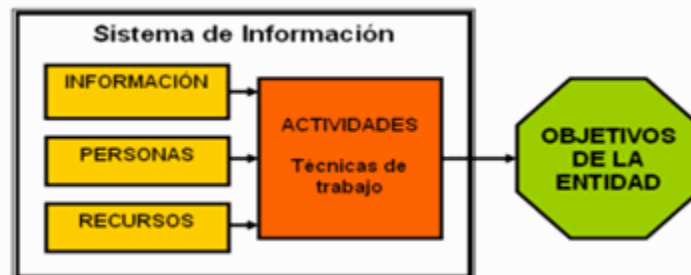 Sistema de Información
INFORMACIÓN
PERSONAS
RECURSOS
ACTIVIDADES
Técnicas de
trabajo
OBJETIVOS
DE LA
ENTIDAD